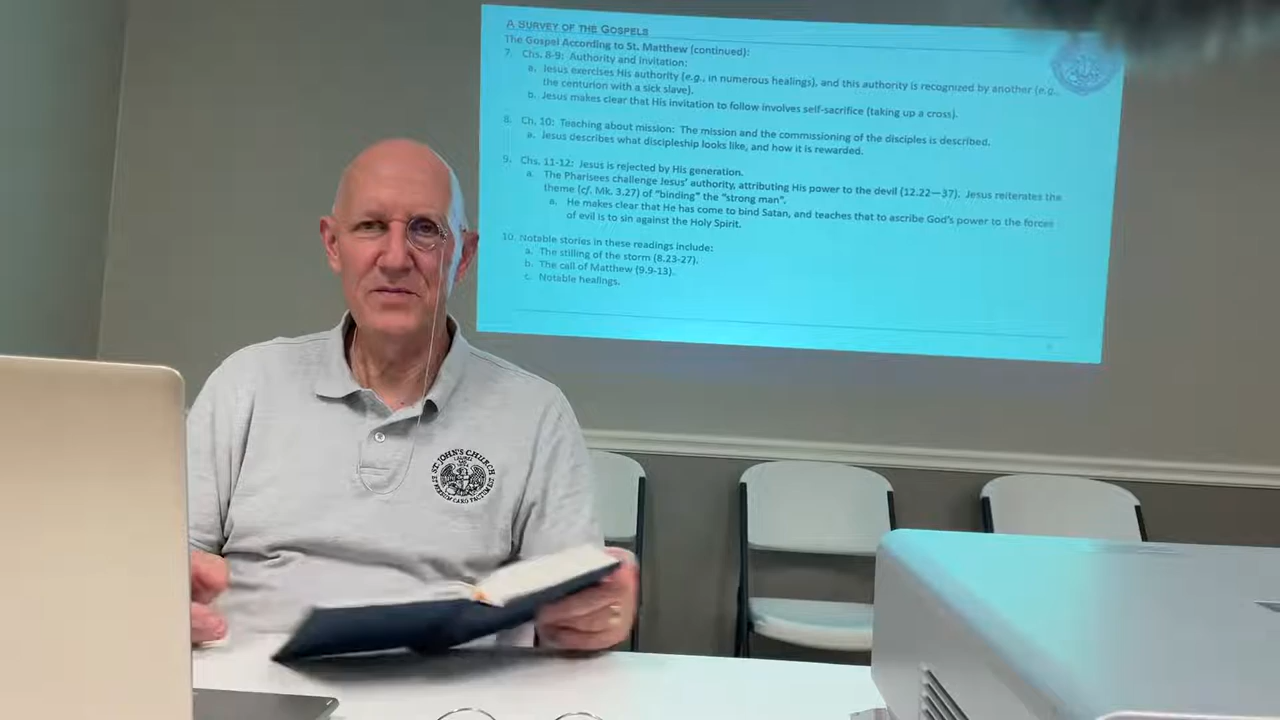 A SURVEY OF THE GOSPELS
The Gospel According to St. Matthew (continued):
7. Chs. 8-9: Authority and Invitation:
a. Jesus exercises His authority (e.g., in numerous healings), and this authority is recognized by another (e.g.
the centurion with a sick slave).
b. Jesus makes clear that His invitation to follow involves self-sacrifice (taking up a cross).
8. Ch. 10: Teaching about mission: The mission and the commissioning of the disciples is described.
a. Jesus describes what discipleship looks like, and how it is rewarded.
9. Chs. 11-12: Jesus is rejected by His generation.
a. The Pharisees challenge Jesus' authority, attributing His power to the devil (12.22—37). Jesus reiterates the
theme (cf. Mk. 3.27) of "binding" the "strong man".
a. He makes clear that He has come to bind Satan, and teaches that to ascribe God's power to the forces
of evil is to sin against the Holy Spirit.
10. Notable stories in these readings include:
a. The stilling of the storm (8.23-27).
b. The call of Matthew (9.9-13).
c. Notable healings.
ST. JOHN'S CHURCH
LAUREL
ET VERBUM CARO FACTUM EST